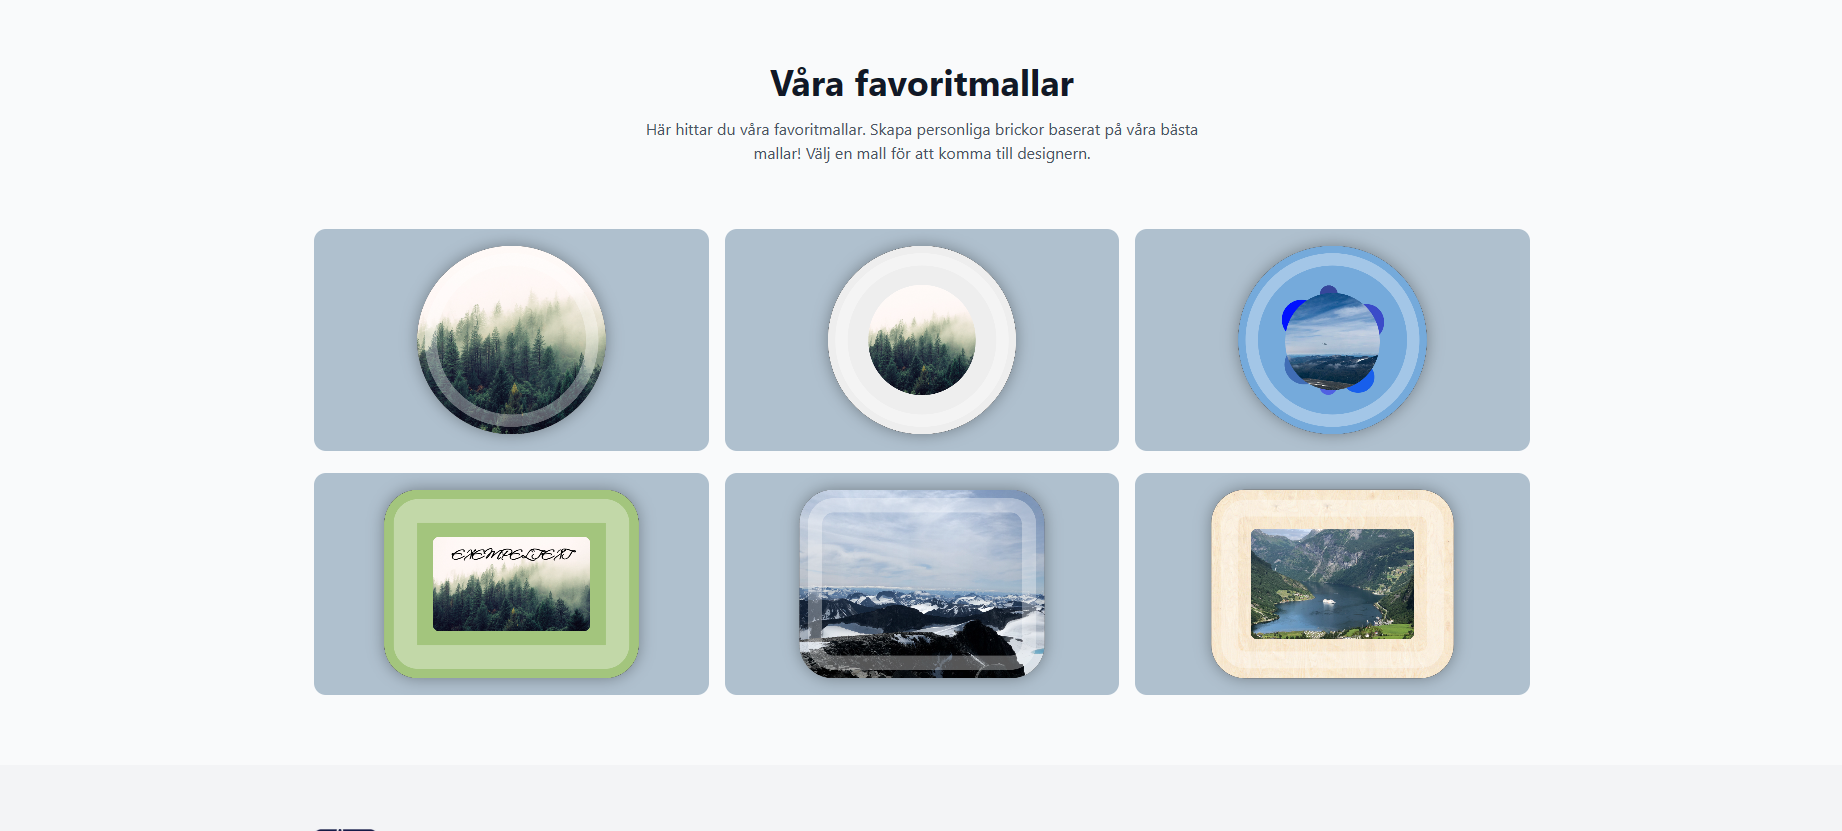 Våra favoritmallar
Här hittar du våra favoritmallar. Skapa personliga brickor baserat på våra bästa
mallar! Välj en mall för att komma till designern.
EXEMPELTEXT